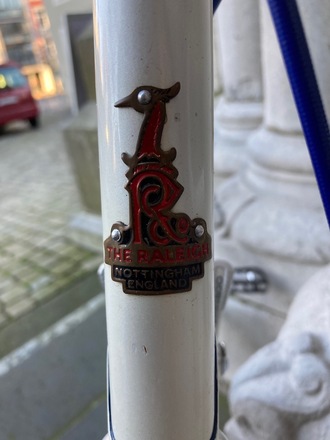 R
THE RALEIGH
NOTTINGHAM
ENGLAND